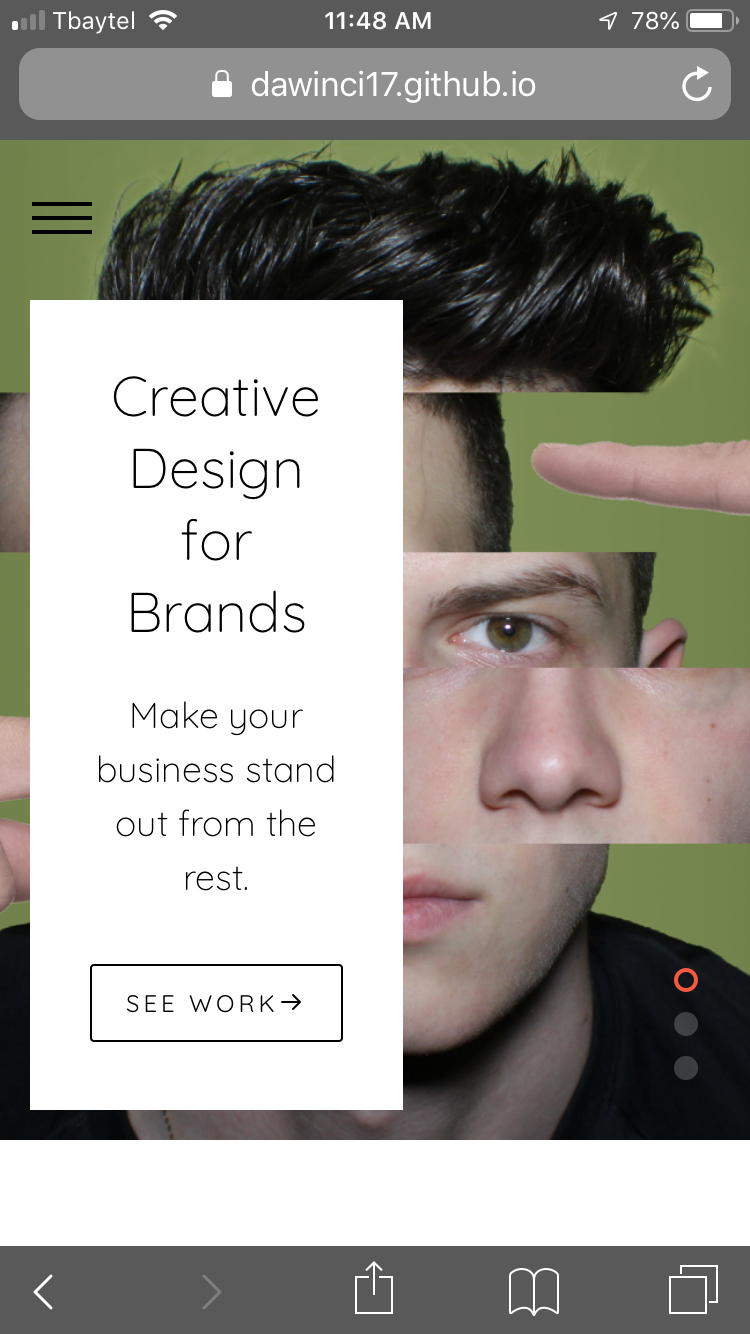 Tbaytel 11:48 AM 78%
dawinci17.github.io
Creative
Design
for
Brands
Make your
business stand
out from the
rest.
SEE WORK→